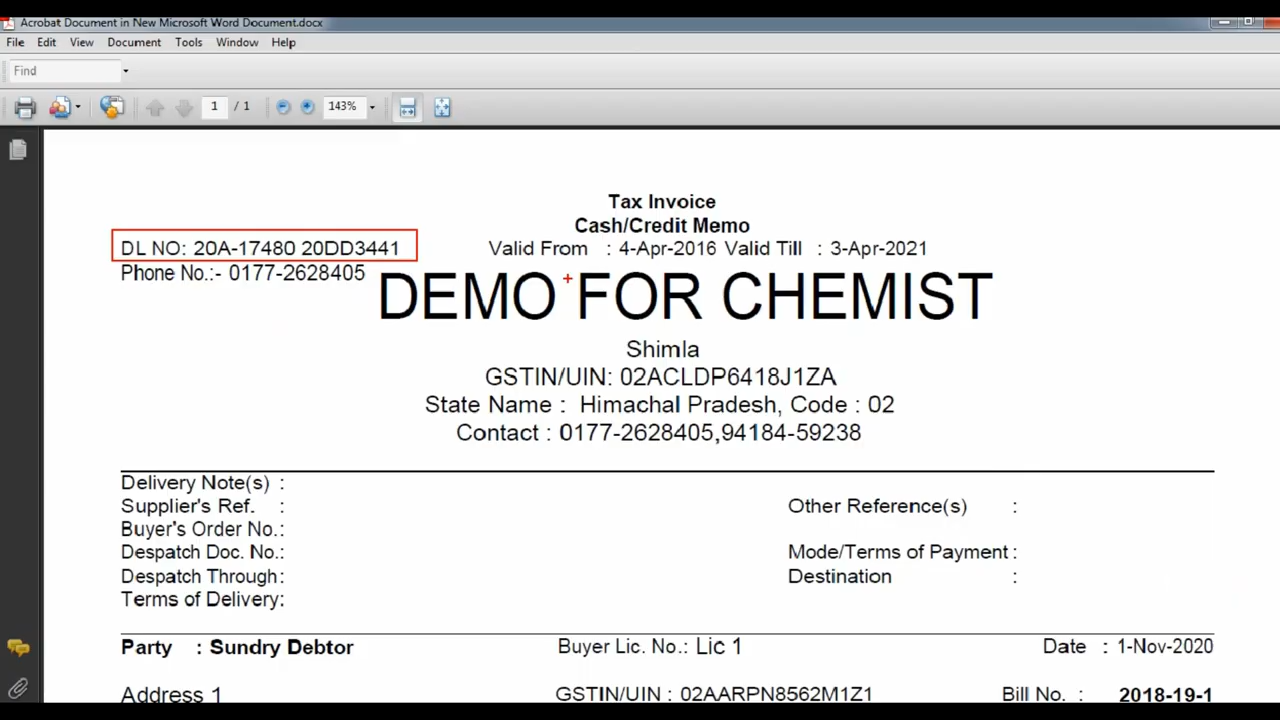 Acrobat Document in New Microsoft Word Document.docx
File Edit View Document Tools Window Help
Find
1 / 1 143%
Tax Invoice
Cash/Credit Memo
DL NO: 20A-17480 20DD3441 Valid From : 4-Apr-2016 Valid Till : 3-Apr-2021
Phone No.:- 0177-2628405
DEMO FOR CHEMIST
Shimla
GSTIN/UIN: 02ACLDP6418J1ZA
State Name : Himachal Pradesh, Code : 02
Contact : 0177-2628405,94184-59238
Delivery Note(s) :
Supplier's Ref. : Other Reference(s) :
Buyer's Order No.:
Despatch Doc. No.: Mode/Terms of Payment :
Despatch Through: Destination :
Terms of Delivery:
Party : Sundry Debtor Buyer Lic. No.: Lic 1 Date : 1-Nov-2020
Address 1 GSTIN/UIN : 02AARPN8562M1Z1 Bill No. : 2018-19-1